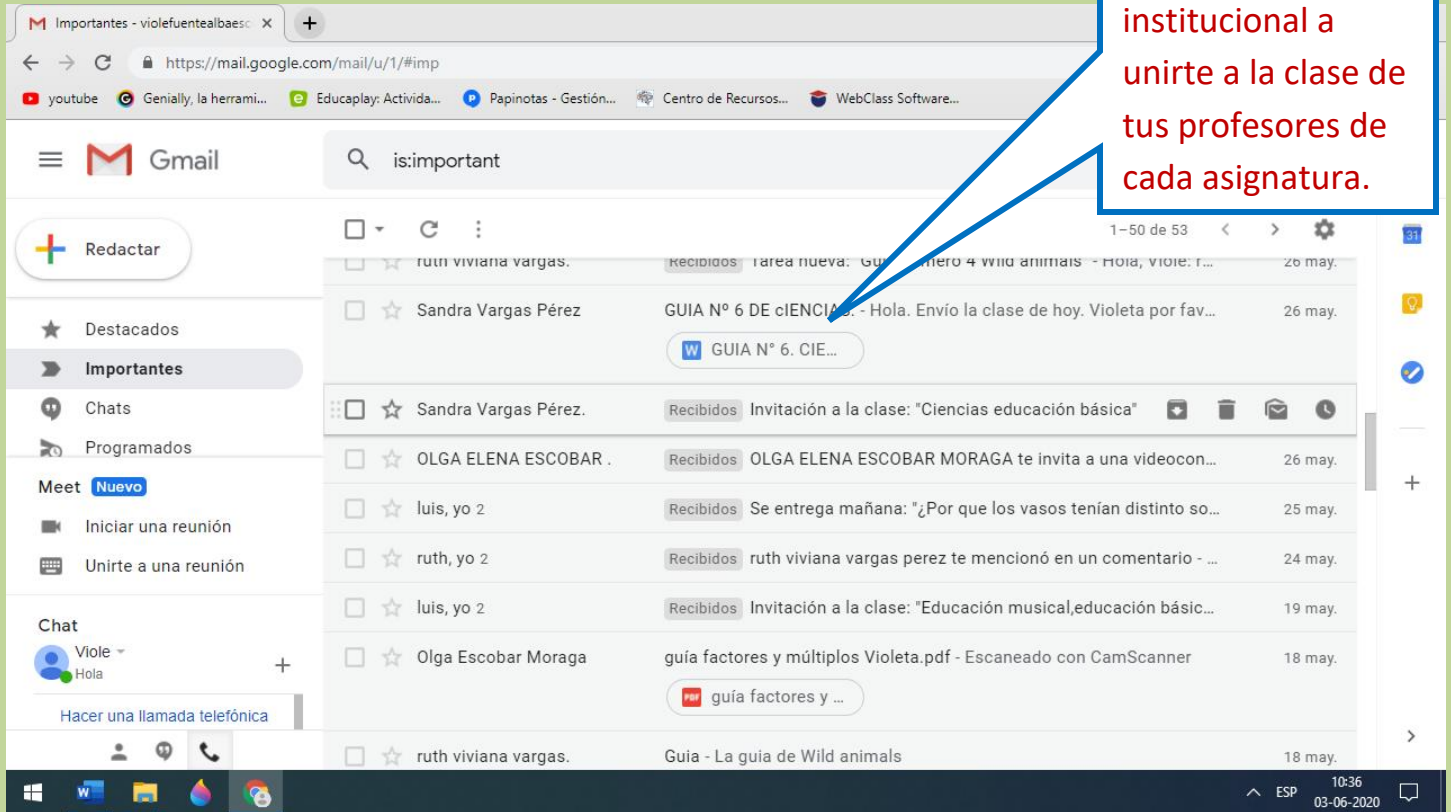 Importantes - violefuentealbaesc
institucional a
unirte a la clase de
tus profesores de
cada asignatura.
https://mail.google.com/mail/u/1/#imp
youtube Genially, la herrami... Educaplay: Activida... Papinotas - Gestión... Centro de Recursos... WebClass Software...
Gmail
is:important
Redactar
1–50 de 53
ruth viviana vargas. Recibidos Tarea nueva: "Guia número 4 Wild animals" - Hola, Viole: r... 26 may.
Destacados
Sandra Vargas Pérez GUIA Nº 6 DE cIENCIAS. - Hola. Envío la clase de hoy. Violeta por fav... 26 may.
W GUIA N° 6. CIE...
Importantes
Chats
Sandra Vargas Pérez. Recibidos Invitación a la clase: "Ciencias educación básica"
Programados
OLGA ELENA ESCOBAR . Recibidos OLGA ELENA ESCOBAR MORAGA te invita a una videocon... 26 may.
Meet Nuevo
luis, yo 2 Recibidos Se entrega mañana: "¿Por que los vasos tenían distinto so... 25 may.
Iniciar una reunión
Unirte a una reunión
ruth, yo 2 Recibidos ruth viviana vargas perez te mencionó en un comentario - ... 24 may.
luis, yo 2 Recibidos Invitación a la clase: "Educación musical,educación básic... 19 may.
Chat
Viole
Hola
Olga Escobar Moraga guía factores y múltiplos Violeta.pdf - Escaneado con CamScanner 18 may.
PDF guía factores y ...
Hacer una llamada telefónica
ruth viviana vargas. Guia - La guia de Wild animals 18 may.
31
ESP
10:36
03-06-2020